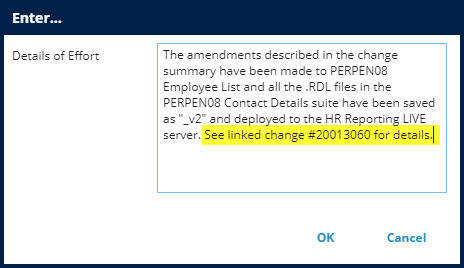 Enter...
Details of Effort
The amendments described in the change
summary have been made to PERPEN08
Employee List and all the .RDL files in the
PERPEN08 Contact Details suite have been saved
as "_v2" and deployed to the HR Reporting LIVE
server. See linked change #20013060 for details.
OK
Cancel